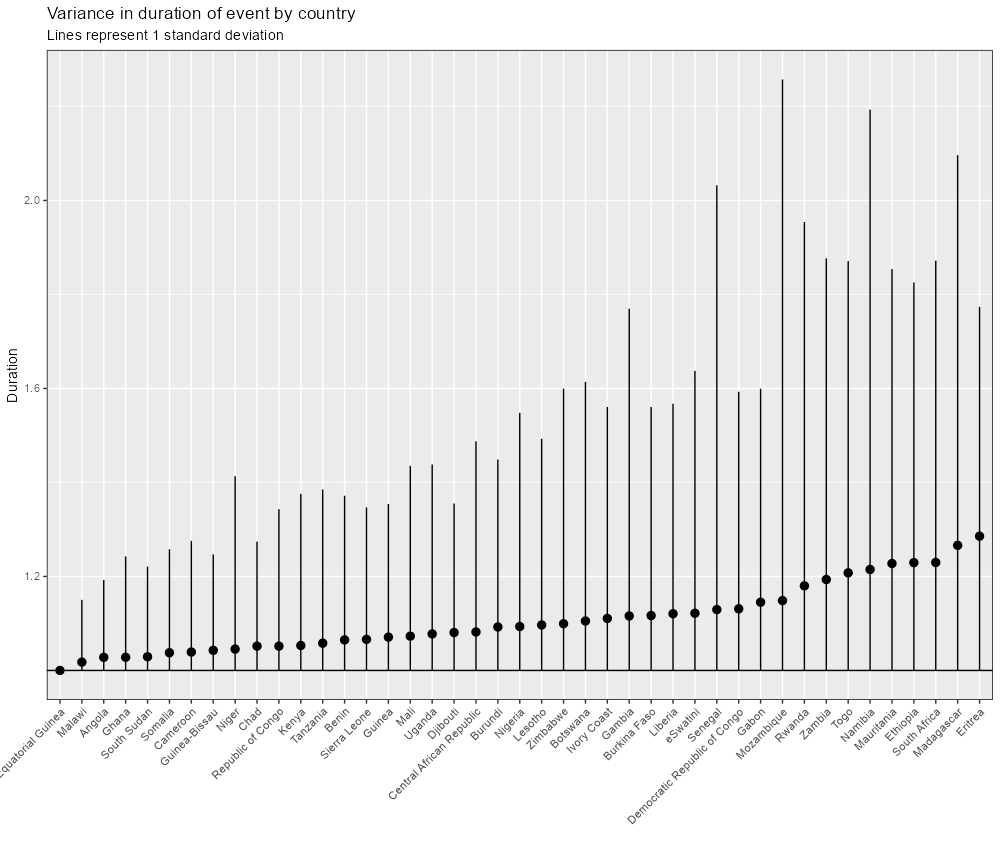 Variance in duration of event by country
Lines represent 1 standard deviation
Duration
2.0
1.6
1.2
Equatorial Guinea
Malawi
Angola
Ghana
South Sudan
Somalia
Cameroon
Guinea-Bissau
Niger
Chad
Republic of Congo
Kenya
Tanzania
Benin
Sierra Leone
Guinea
Mali
Uganda
Djibouti
Central African Republic
Burundi
Nigeria
Lesotho
Zimbabwe
Botswana
Ivory Coast
Gambia
Burkina Faso
Liberia
eSwatini
Senegal
Democratic Republic of Congo
Gabon
Mozambique
Rwanda
Zambia
Togo
Namibia
Mauritania
Ethiopia
South Africa
Madagascar
Eritrea